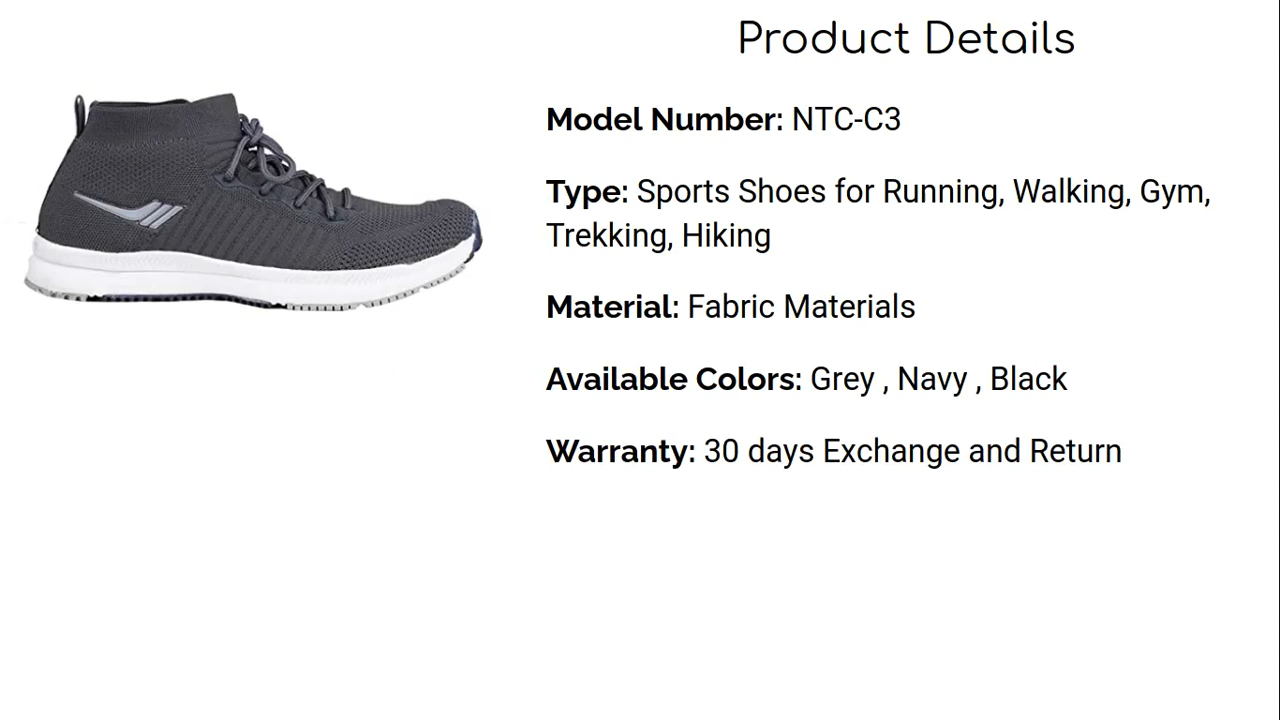 Product Details
Model Number: NTC-C3
Type: Sports Shoes for Running, Walking, Gym,
Trekking, Hiking
Material: Fabric Materials
Available Colors: Grey , Navy , Black
Warranty: 30 days Exchange and Return